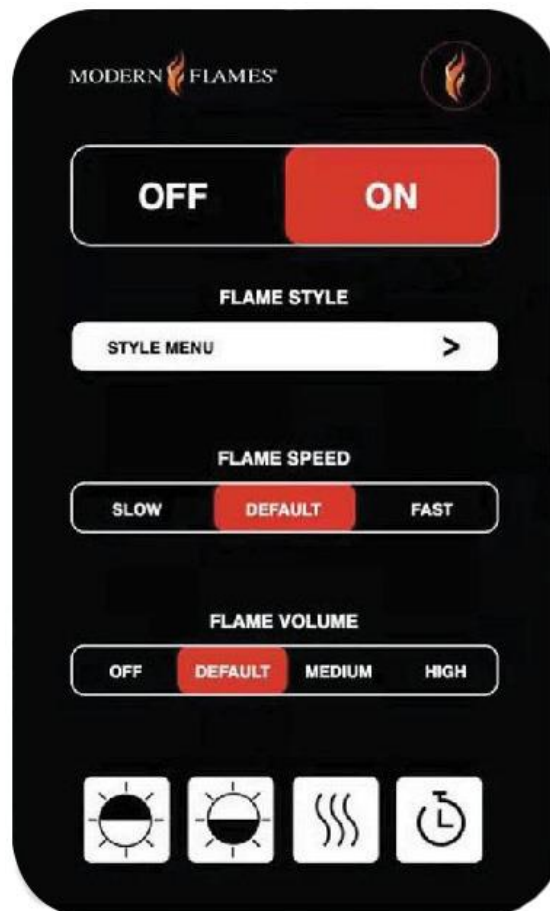 MODERN FLAMES®
OFF ON
FLAME STYLE
STYLE MENU >
FLAME SPEED
SLOW DEFAULT FAST
FLAME VOLUME
OFF DEFAULT MEDIUM HIGH